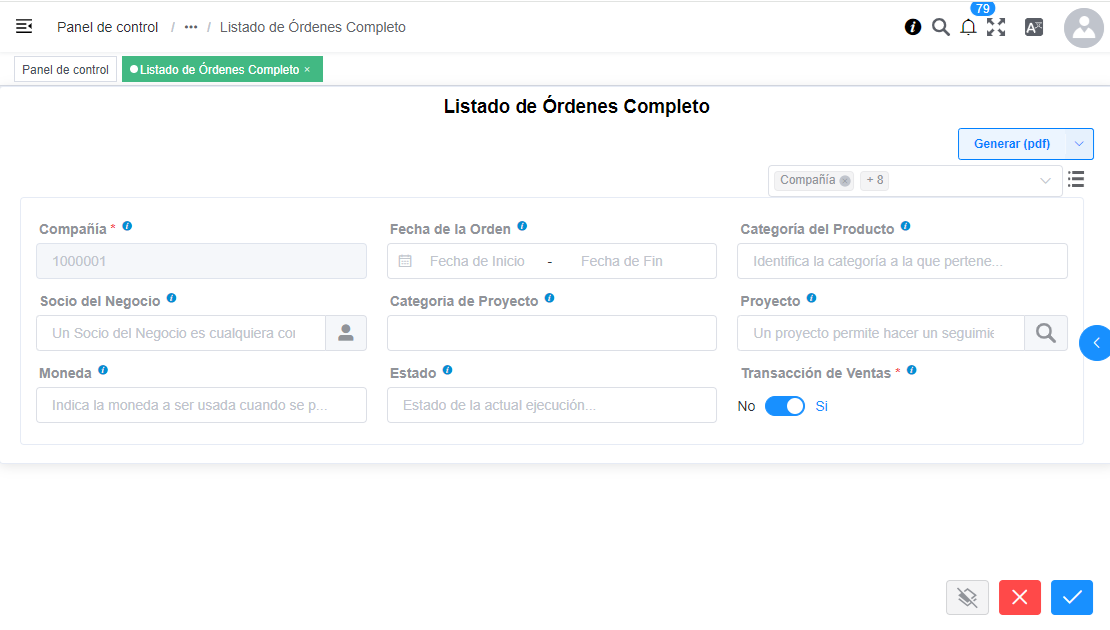 79
Panel de control / ••• / Listado de Órdenes Completo
Panel de control
Listado de Órdenes Completo ×
Listado de Órdenes Completo
Generar (pdf)
Compañía + 8
Compañía *
Fecha de la Orden
Categoría del Producto
1000001
Fecha de Inicio - Fecha de Fin
Identifica la categoría a la que pertene...
Socio del Negocio
Categoria de Proyecto
Proyecto
Un Socio del Negocio es cualquiera con
Un proyecto permite hacer un seguimie
Moneda
Estado
Transacción de Ventas *
Indica la moneda a ser usada cuando se p...
Estado de la actual ejecución...
No Si